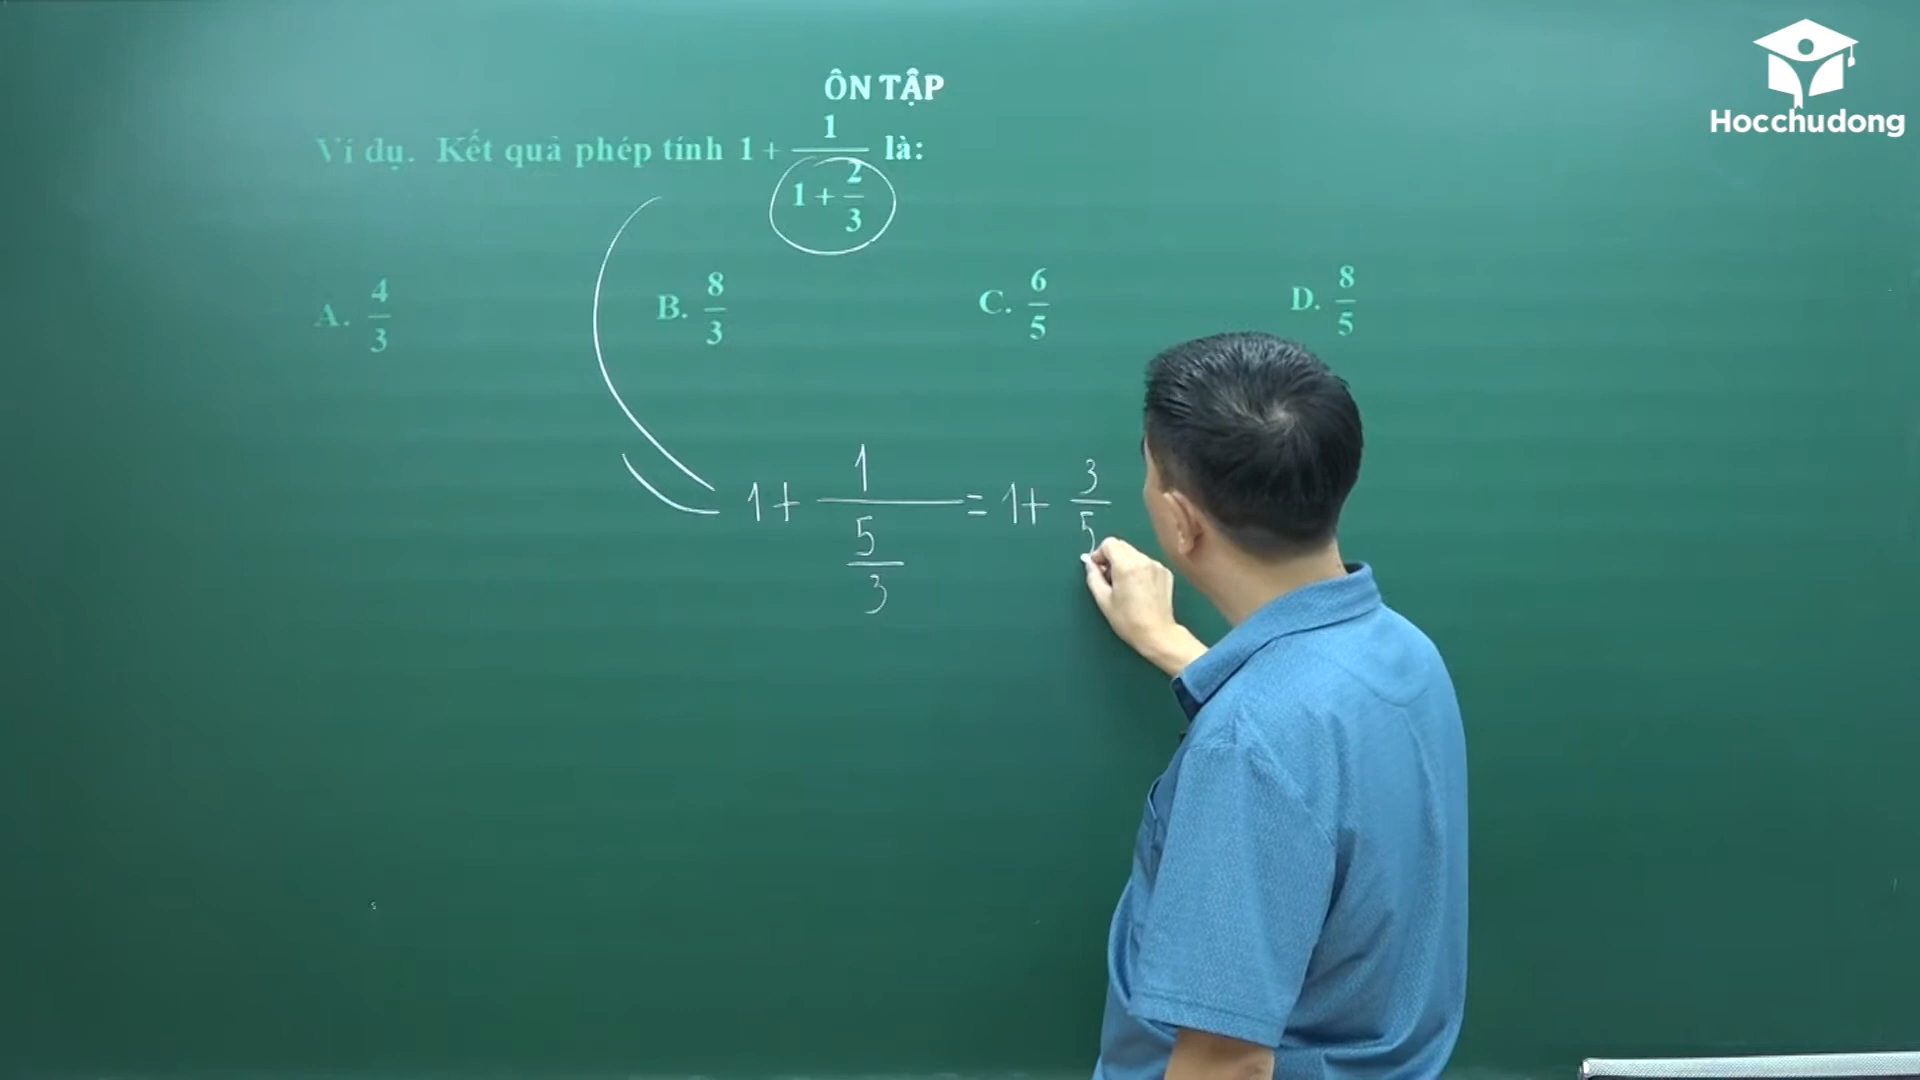 Hocchudong
ÔN TẬP
Ví dụ. Kết quả phép tính 1 + 1/(1 + 2/3) là:
A. 4/3 B. 8/3 C. 6/5 D. 8/5
1 + 1/(5/3) = 1 + 3/5